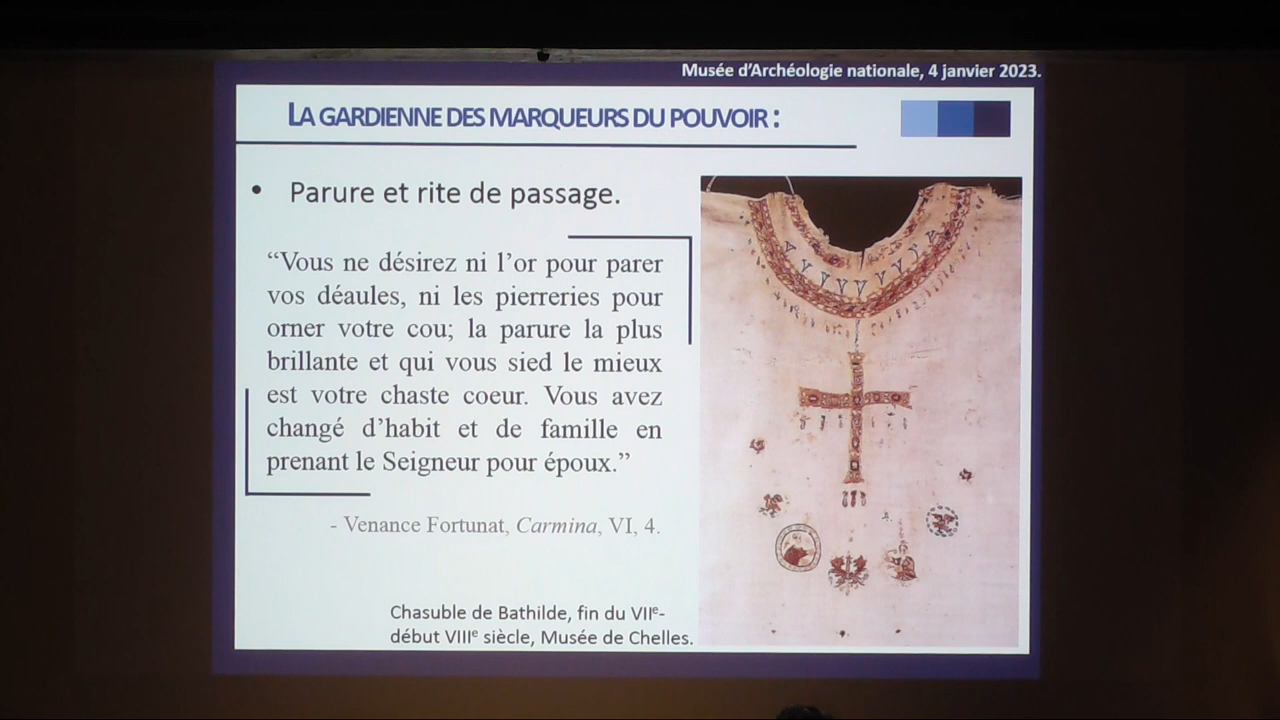 Musée d'Archéologie nationale, 4 janvier 2023.
LA GARDIENNE DES MARQUEURS DU POUVOIR :
• Parure et rite de passage.
“Vous ne désirez ni l’or pour parer
vos déaules, ni les pierreries pour
orner votre cou; la parure la plus
brillante et qui vous sied le mieux
est votre chaste coeur. Vous avez
changé d’habit et de famille en
prenant le Seigneur pour époux.”
- Venance Fortunat, Carmina, VI, 4.
Chasuble de Bathilde, fin du VIIe-
début VIIIe siècle, Musée de Chelles.